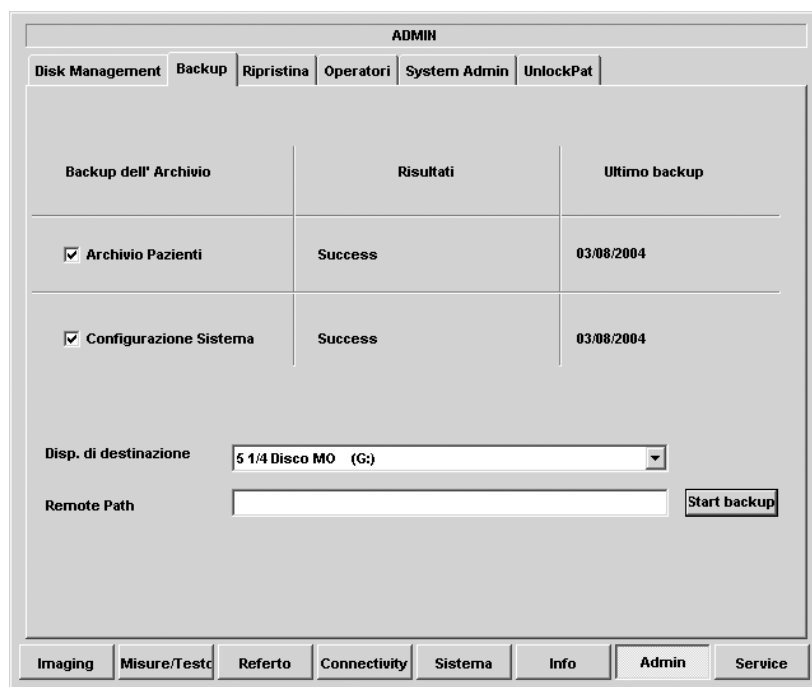 ADMIN
Disk Management Backup Ripristina Operatori System Admin UnlockPat
Backup dell' Archivio Risultati Ultimo backup
Archivio Pazienti Success 03/08/2004
Configurazione Sistema Success 03/08/2004
Disp. di destinazione 5 1/4 Disco MO (G:)
Remote Path Start backup
Imaging Misure/Testo Referto Connectivity Sistema Info Admin Service